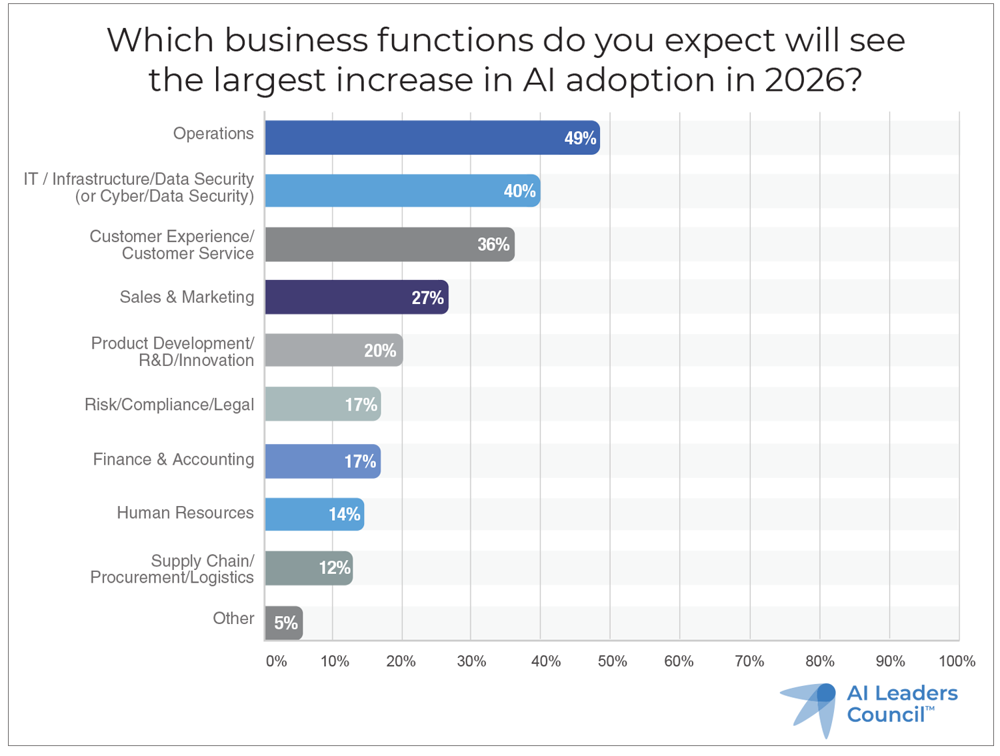 Which business functions do you expect will see
the largest increase in AI adoption in 2026?
Operations
49%
IT / Infrastructure/Data Security
(or Cyber/Data Security)
40%
Customer Experience/
Customer Service
36%
Sales & Marketing
27%
Product Development/
R&D/Innovation
20%
Risk/Compliance/Legal
17%
Finance & Accounting
17%
Human Resources
14%
Supply Chain/
Procurement/Logistics
12%
Other
5%
0% 10% 20% 30% 40% 50% 60% 70% 80% 90% 100%
AI Leaders
Council™